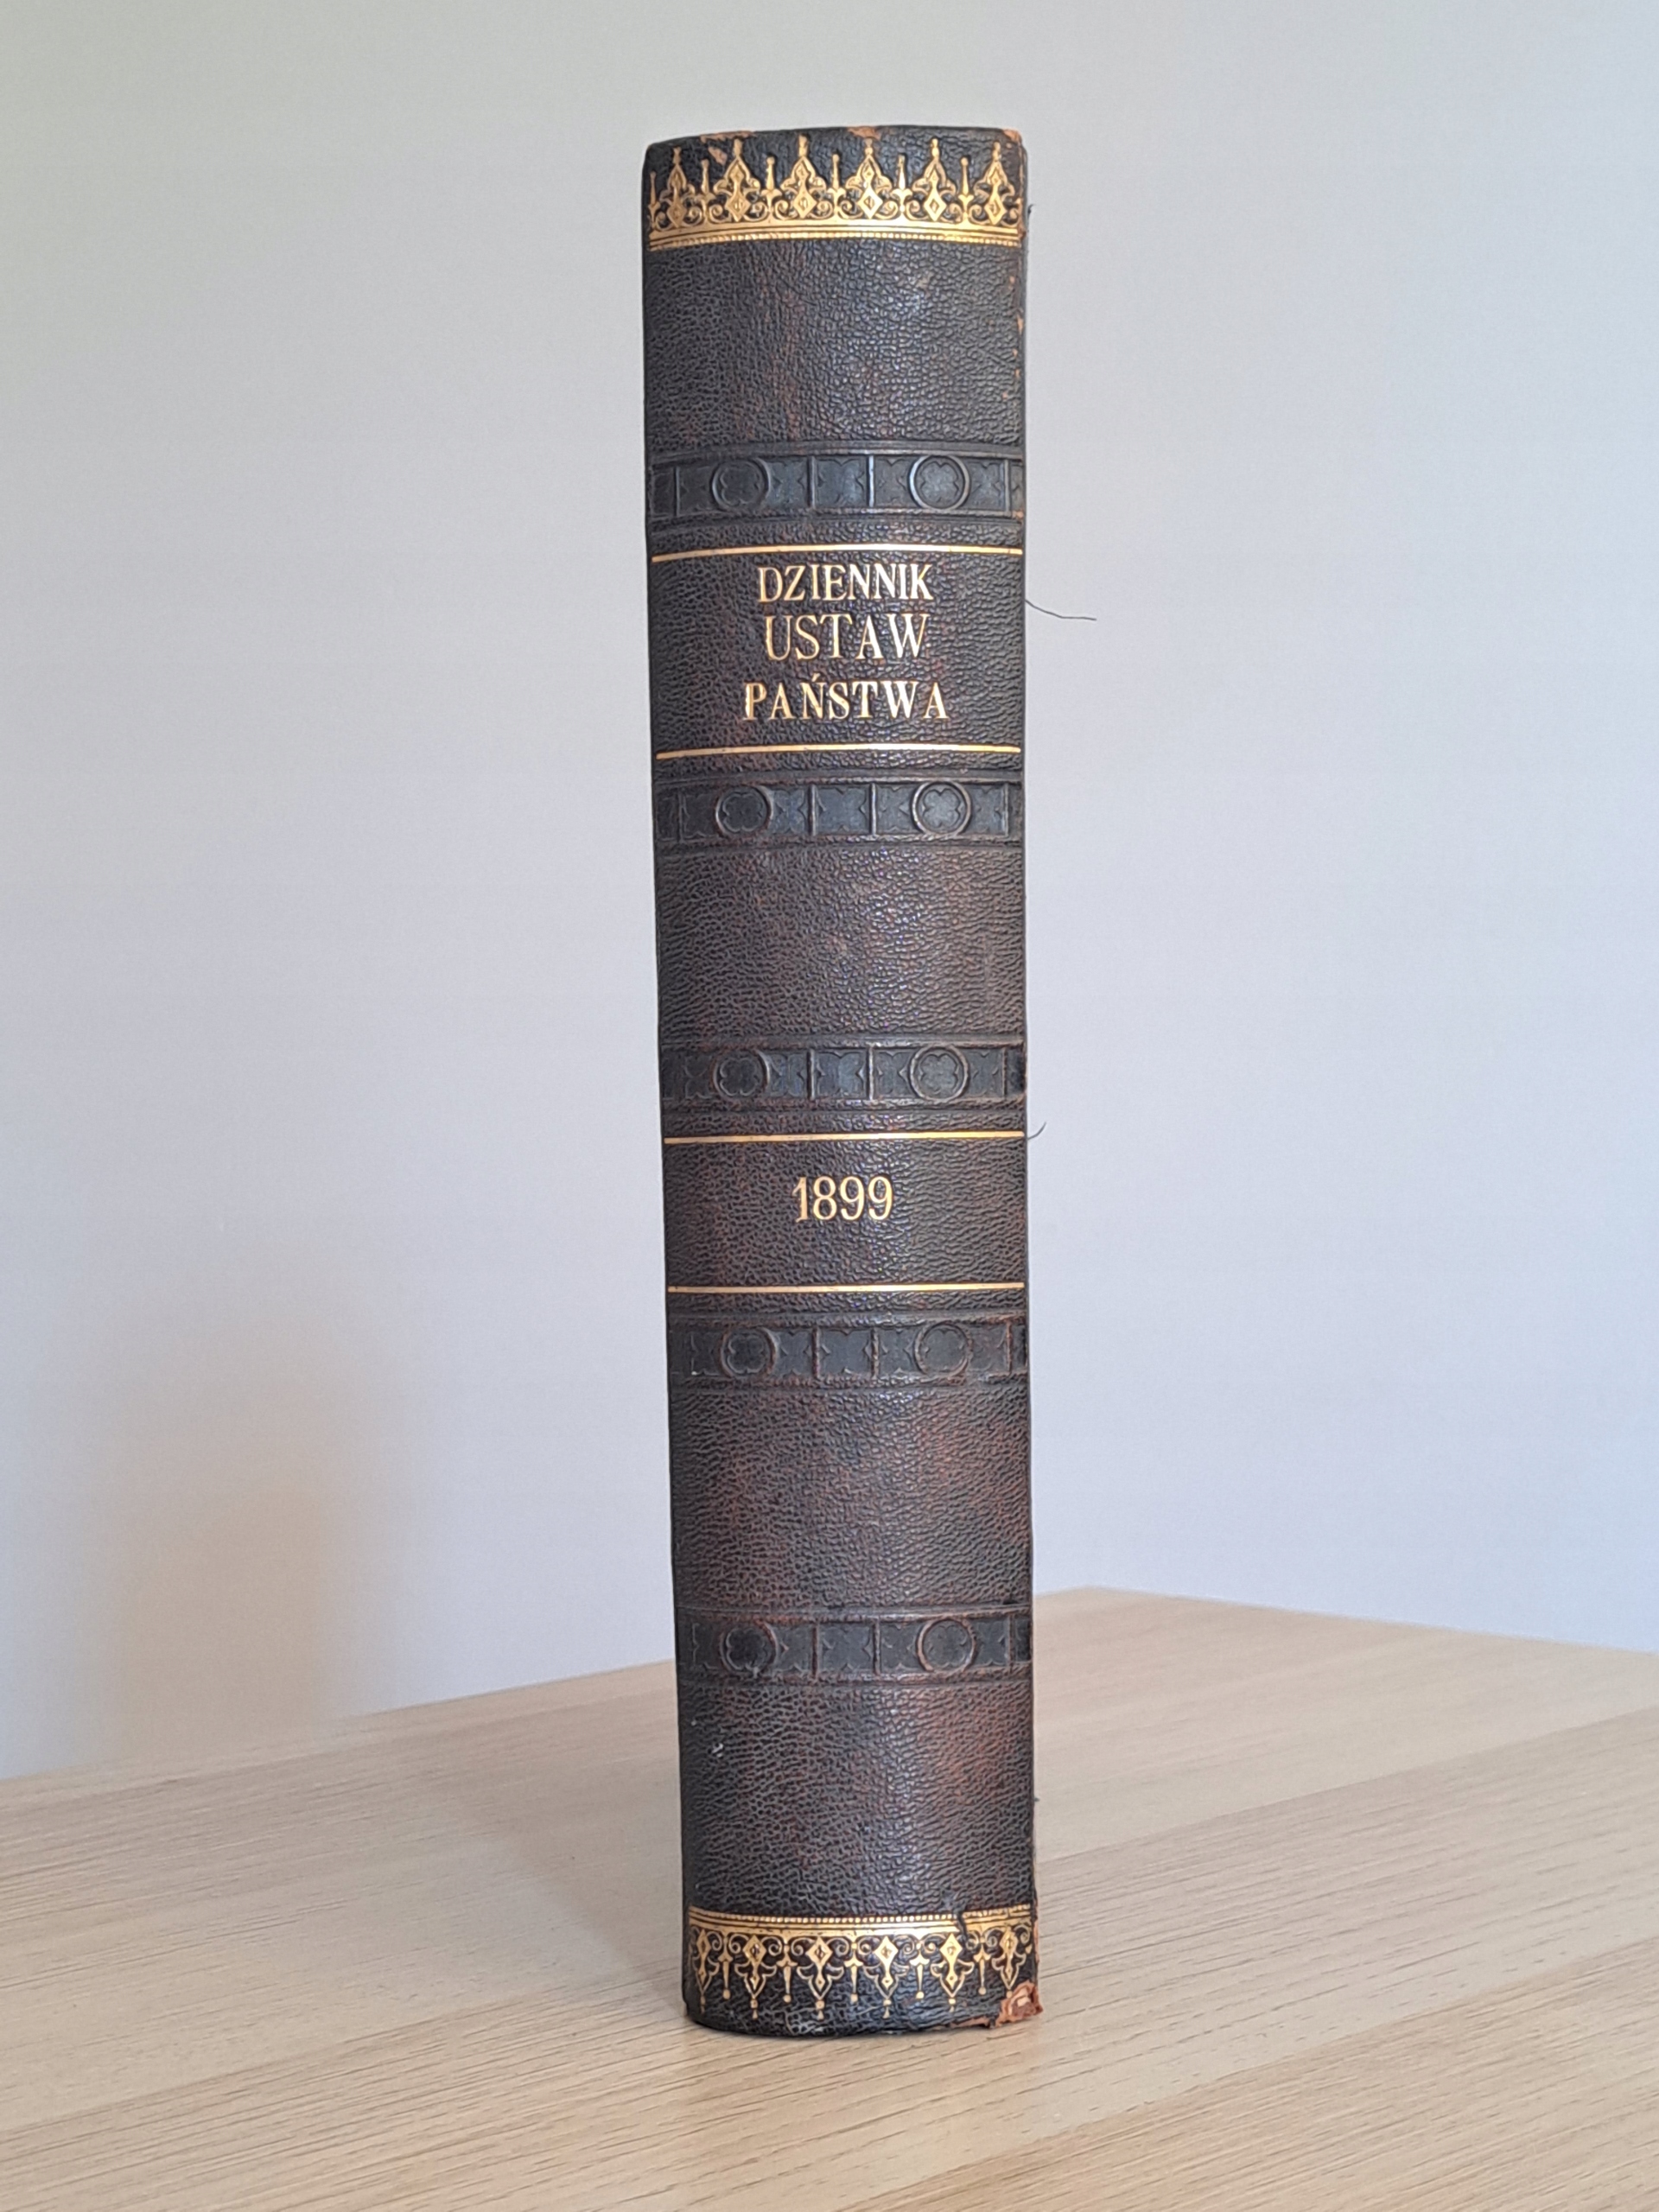 DZIENNIK
USTAW
PAŃSTWA
1899